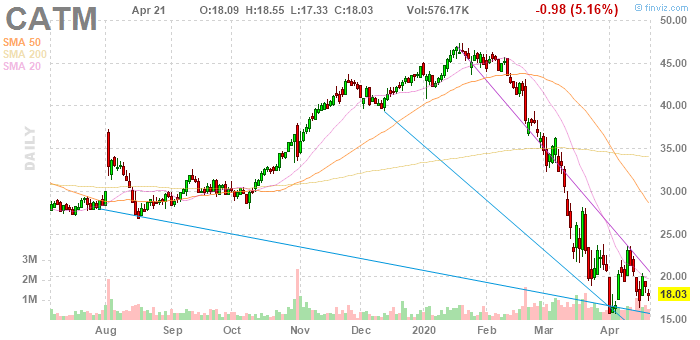 CATM Apr 21 O:18.09 H:18.55 L:17.33 C:18.03 Vol:576.17K -0.98 (5.16%) © finviz.com
SMA 50
SMA 200
SMA 20
DAILY
50.00
45.00
40.00
35.00
30.00
25.00
20.00
18.03
15.00
3M
2M
1M
Aug Sep Oct Nov Dec 2020 Feb Mar Apr